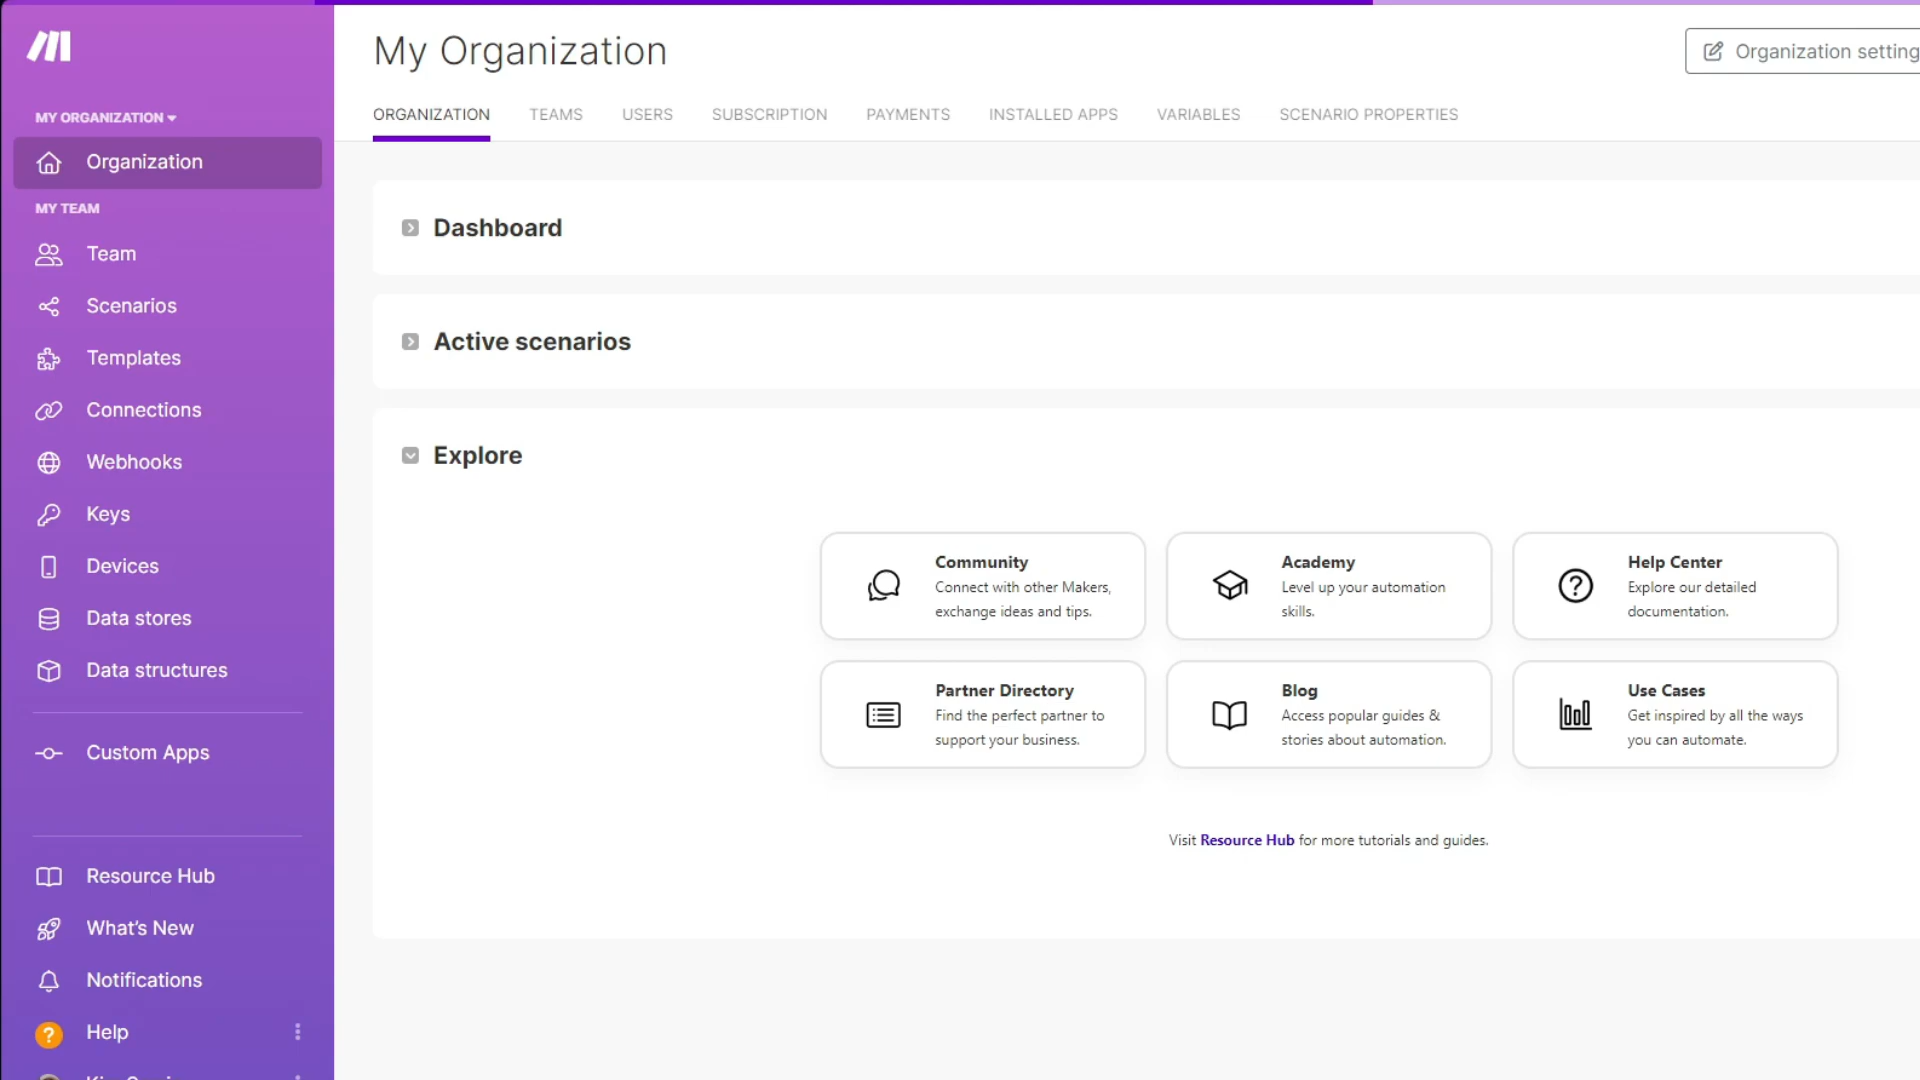 My Organization
Organization setting
MY ORGANIZATION
ORGANIZATION
TEAMS
USERS
SUBSCRIPTION
PAYMENTS
INSTALLED APPS
VARIABLES
SCENARIO PROPERTIES
Organization
MY TEAM
Team
Scenarios
Templates
Connections
Webhooks
Keys
Devices
Data stores
Data structures
Custom Apps
Resource Hub
What's New
Notifications
Help
Dashboard
Active scenarios
Explore
Community
Connect with other Makers,
exchange ideas and tips.
Academy
Level up your automation
skills.
Help Center
Explore our detailed
documentation.
Partner Directory
Find the perfect partner to
support your business.
Blog
Access popular guides &
stories about automation.
Use Cases
Get inspired by all the ways
you can automate.
Visit Resource Hub for more tutorials and guides.